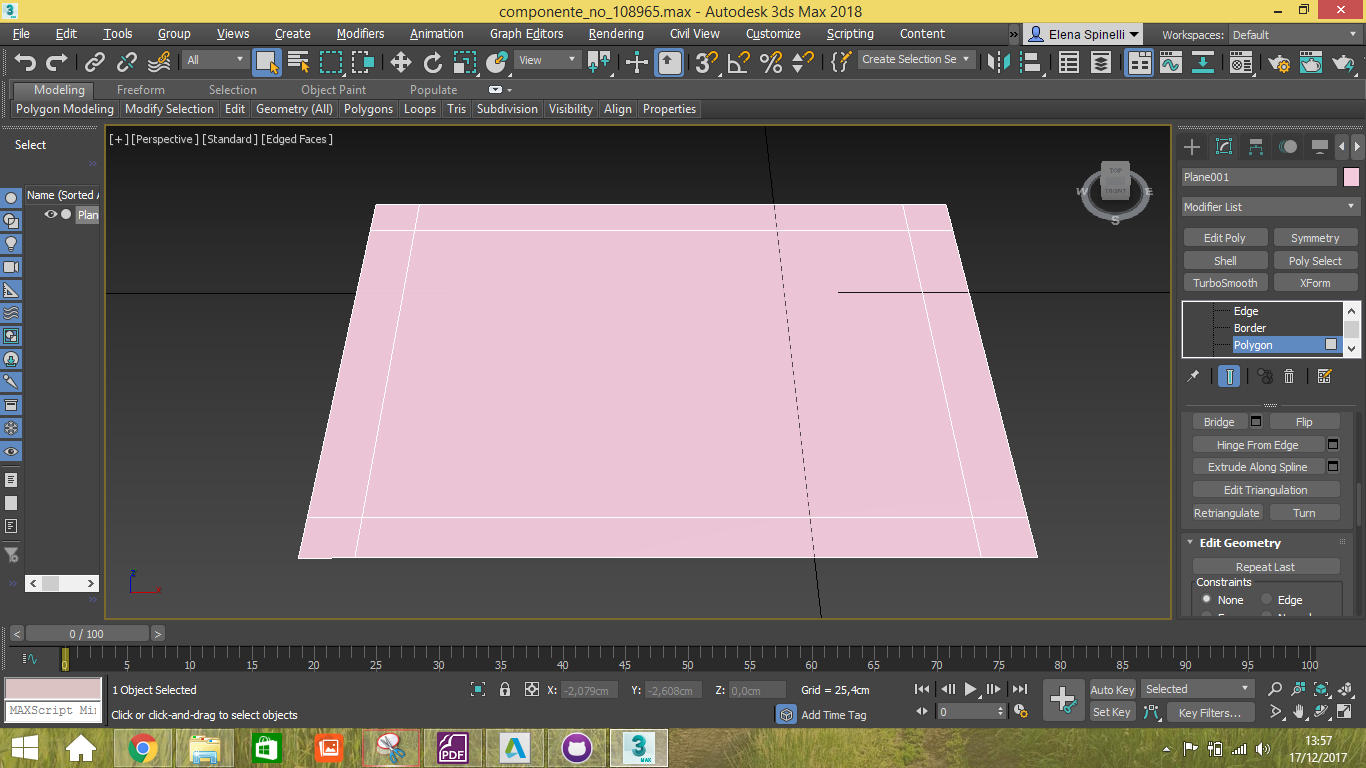 componente_no_108965.max - Autodesk 3ds Max 2018
File Edit Tools Group Views Create Modifiers Animation Graph Editors Rendering Civil View Customize Scripting Content » Elena Spinelli Workspaces: Default
All View Create Selection Se
Modeling Freeform Selection Object Paint Populate
Polygon Modeling Modify Selection Edit Geometry (All) Polygons Loops Tris Subdivision Visibility Align Properties
Select
[+] [Perspective] [Standard] [Edged Faces]
Name (Sorted A
Plan
TOP
FRONT
W E
S
Plane001
Modifier List
Edit Poly Symmetry
Shell Poly Select
TurboSmooth XForm
Edge
Border
Polygon
Bridge Flip
Hinge From Edge
Extrude Along Spline
Edit Triangulation
Retriangulate Turn
Edit Geometry
Repeat Last
Constraints
None Edge
z
x
< 0 / 100 >
0 5 10 15 20 25 30 35 40 45 50 55 60 65 70 75 80 85 90 95 100
1 Object Selected X: -2,079cm Y: -2,608cm Z: 0,0cm Grid = 25,4cm Auto Key Selected
MAXScript Mi
Click or click-and-drag to select objects Add Time Tag 0 Set Key Key Filters...
PDF
3
MAX
13:57
17/12/2017